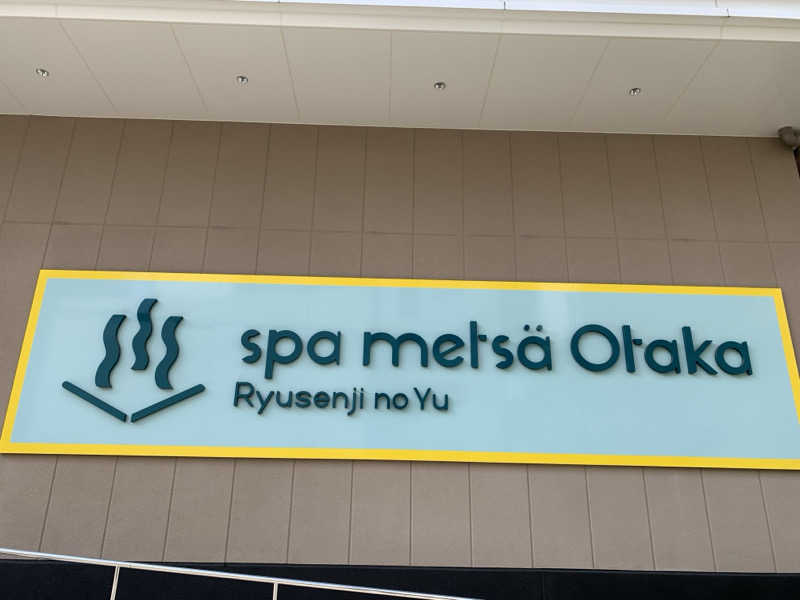 spa metsä Otaka
Ryusenji no Yu